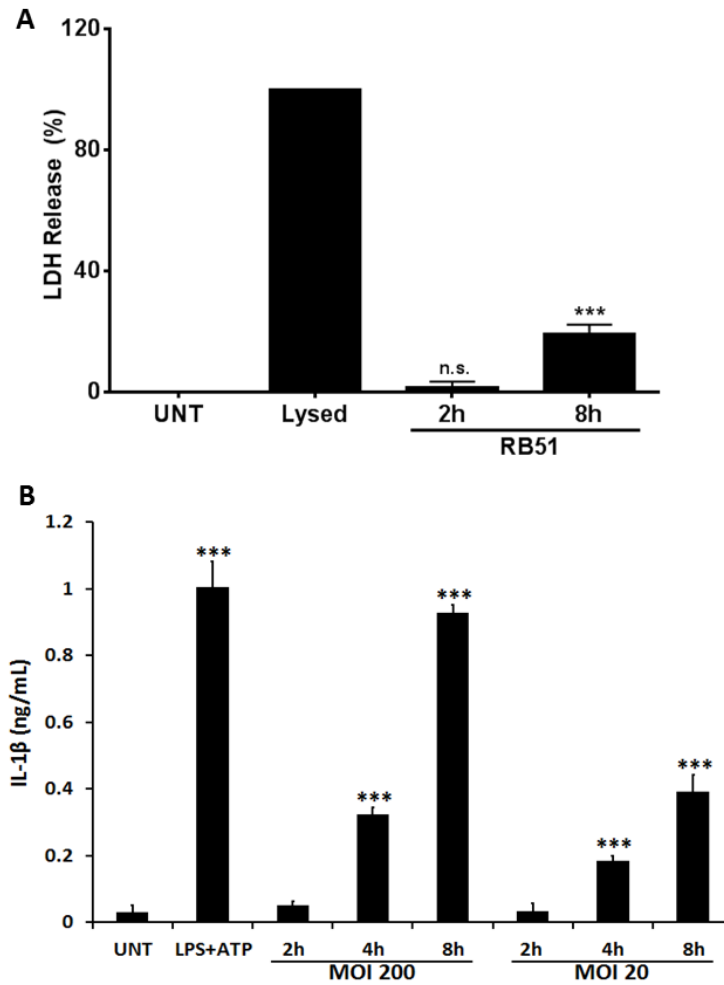 A
120
80
40
0
LDH Release (%)
n.s.
***
UNT Lysed 2h 8h
RB51
B
1.2
1
0.8
0.6
0.4
0.2
0
IL-1β (ng/mL)
***
***
***
***
***
UNT LPS+ATP 2h 4h 8h 2h 4h 8h
MOI 200 MOI 20